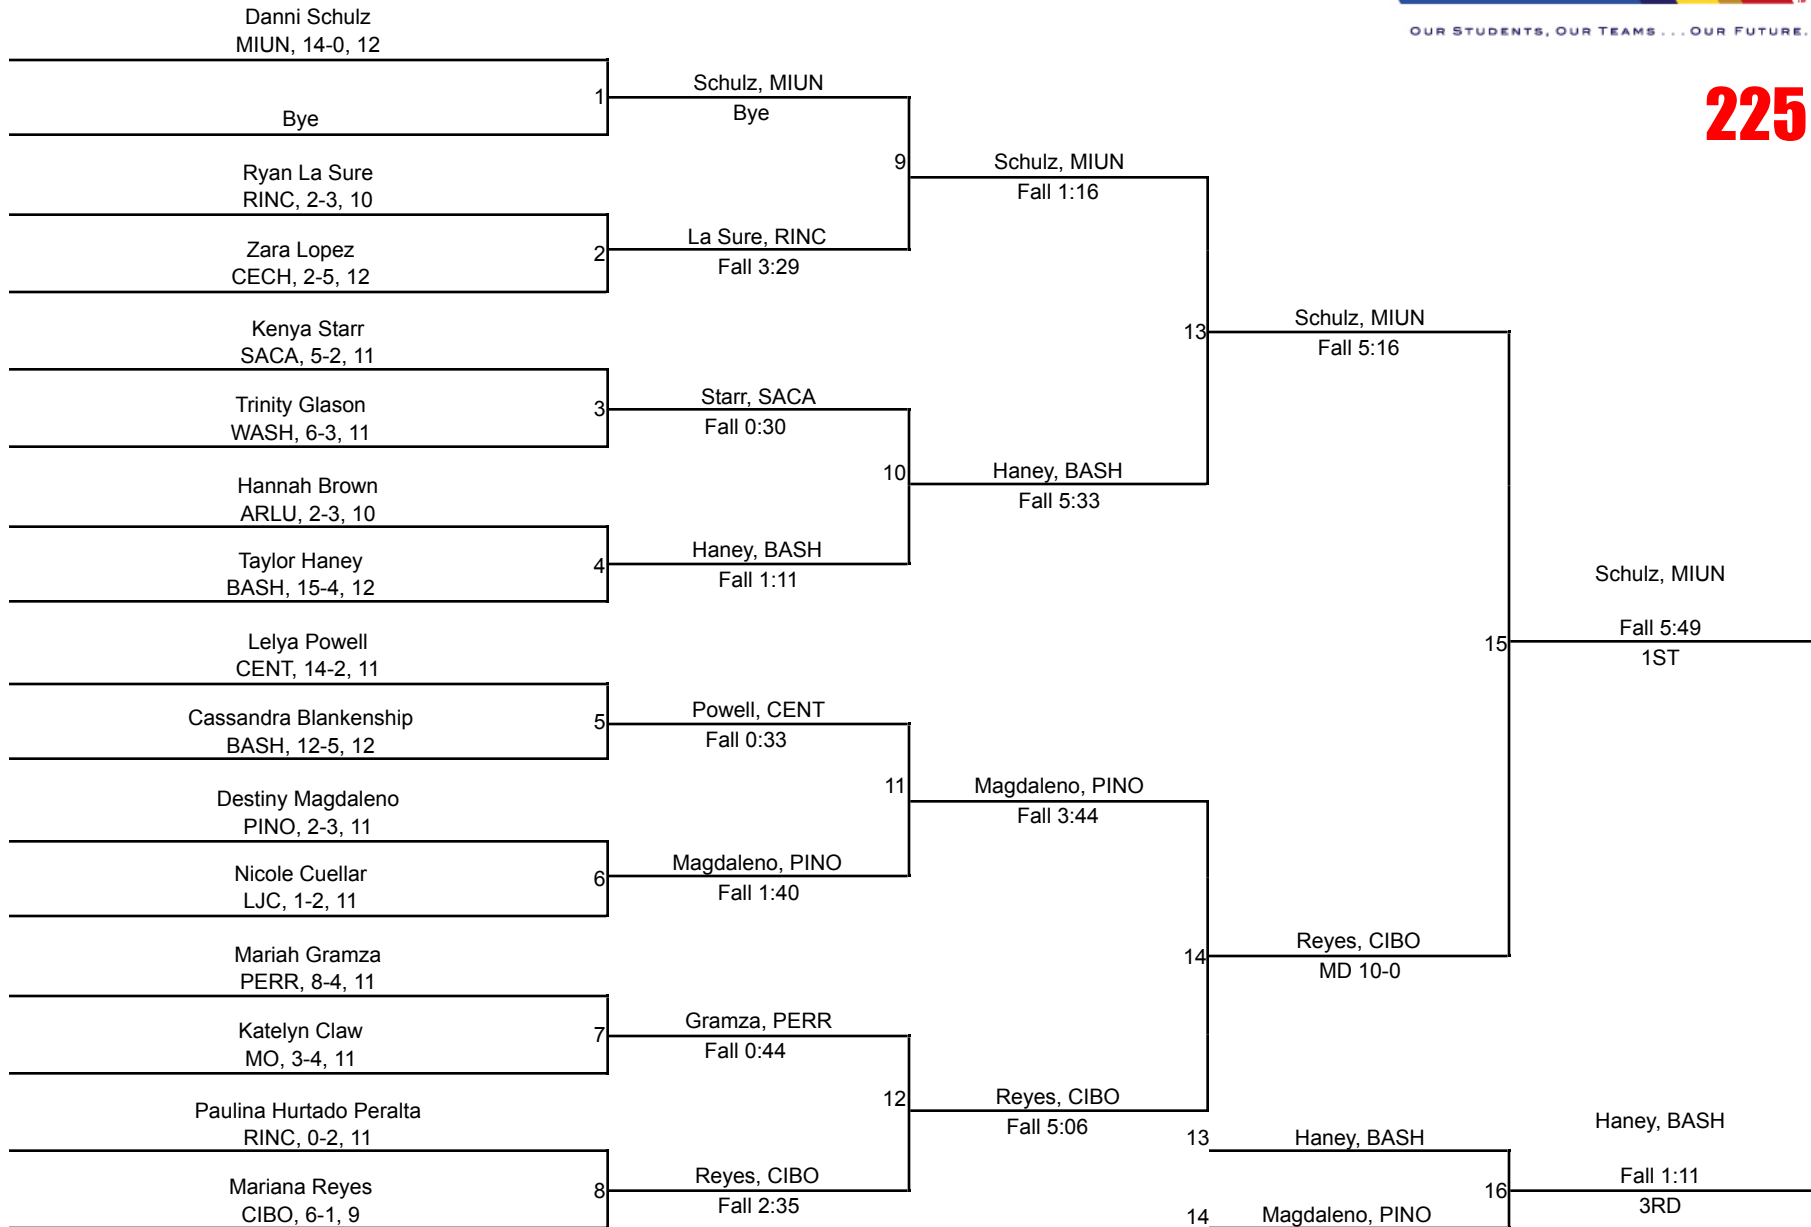 OUR STUDENTS, OUR TEAMS . . . OUR FUTURE.
225
Danni Schulz
MIUN, 14-0, 12
Bye
1
Schulz, MIUN
Bye
Ryan La Sure
RINC, 2-3, 10
Zara Lopez
CECH, 2-5, 12
2
La Sure, RINC
Fall 3:29
9
Schulz, MIUN
Fall 1:16
Kenya Starr
SACA, 5-2, 11
Trinity Glason
WASH, 6-3, 11
3
Starr, SACA
Fall 0:30
Hannah Brown
ARLU, 2-3, 10
Taylor Haney
BASH, 15-4, 12
4
Haney, BASH
Fall 1:11
10
Haney, BASH
Fall 5:33
13
Schulz, MIUN
Fall 5:16
Lelya Powell
CENT, 14-2, 11
Cassandra Blankenship
BASH, 12-5, 12
5
Powell, CENT
Fall 0:33
Destiny Magdaleno
PINO, 2-3, 11
Nicole Cuellar
LJC, 1-2, 11
6
Magdaleno, PINO
Fall 1:40
11
Magdaleno, PINO
Fall 3:44
Mariah Gramza
PERR, 8-4, 11
Katelyn Claw
MO, 3-4, 11
7
Gramza, PERR
Fall 0:44
Paulina Hurtado Peralta
RINC, 0-2, 11
Mariana Reyes
CIBO, 6-1, 9
8
Reyes, CIBO
Fall 2:35
12
Reyes, CIBO
Fall 5:06
14
Reyes, CIBO
MD 10-0
15
Schulz, MIUN
Fall 5:49
1ST
13
Haney, BASH
14
Magdaleno, PINO
16
Haney, BASH
Fall 1:11
3RD